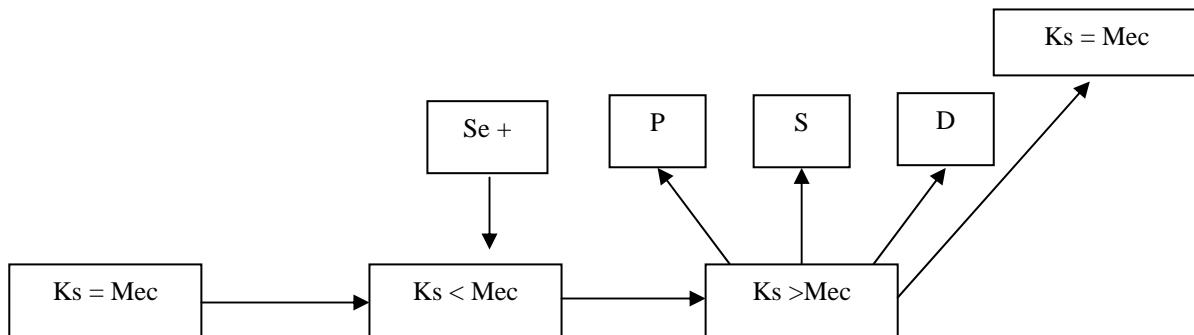 Ks = Mec
Se +
P
S
D
Ks = Mec
Ks < Mec
Ks >Mec